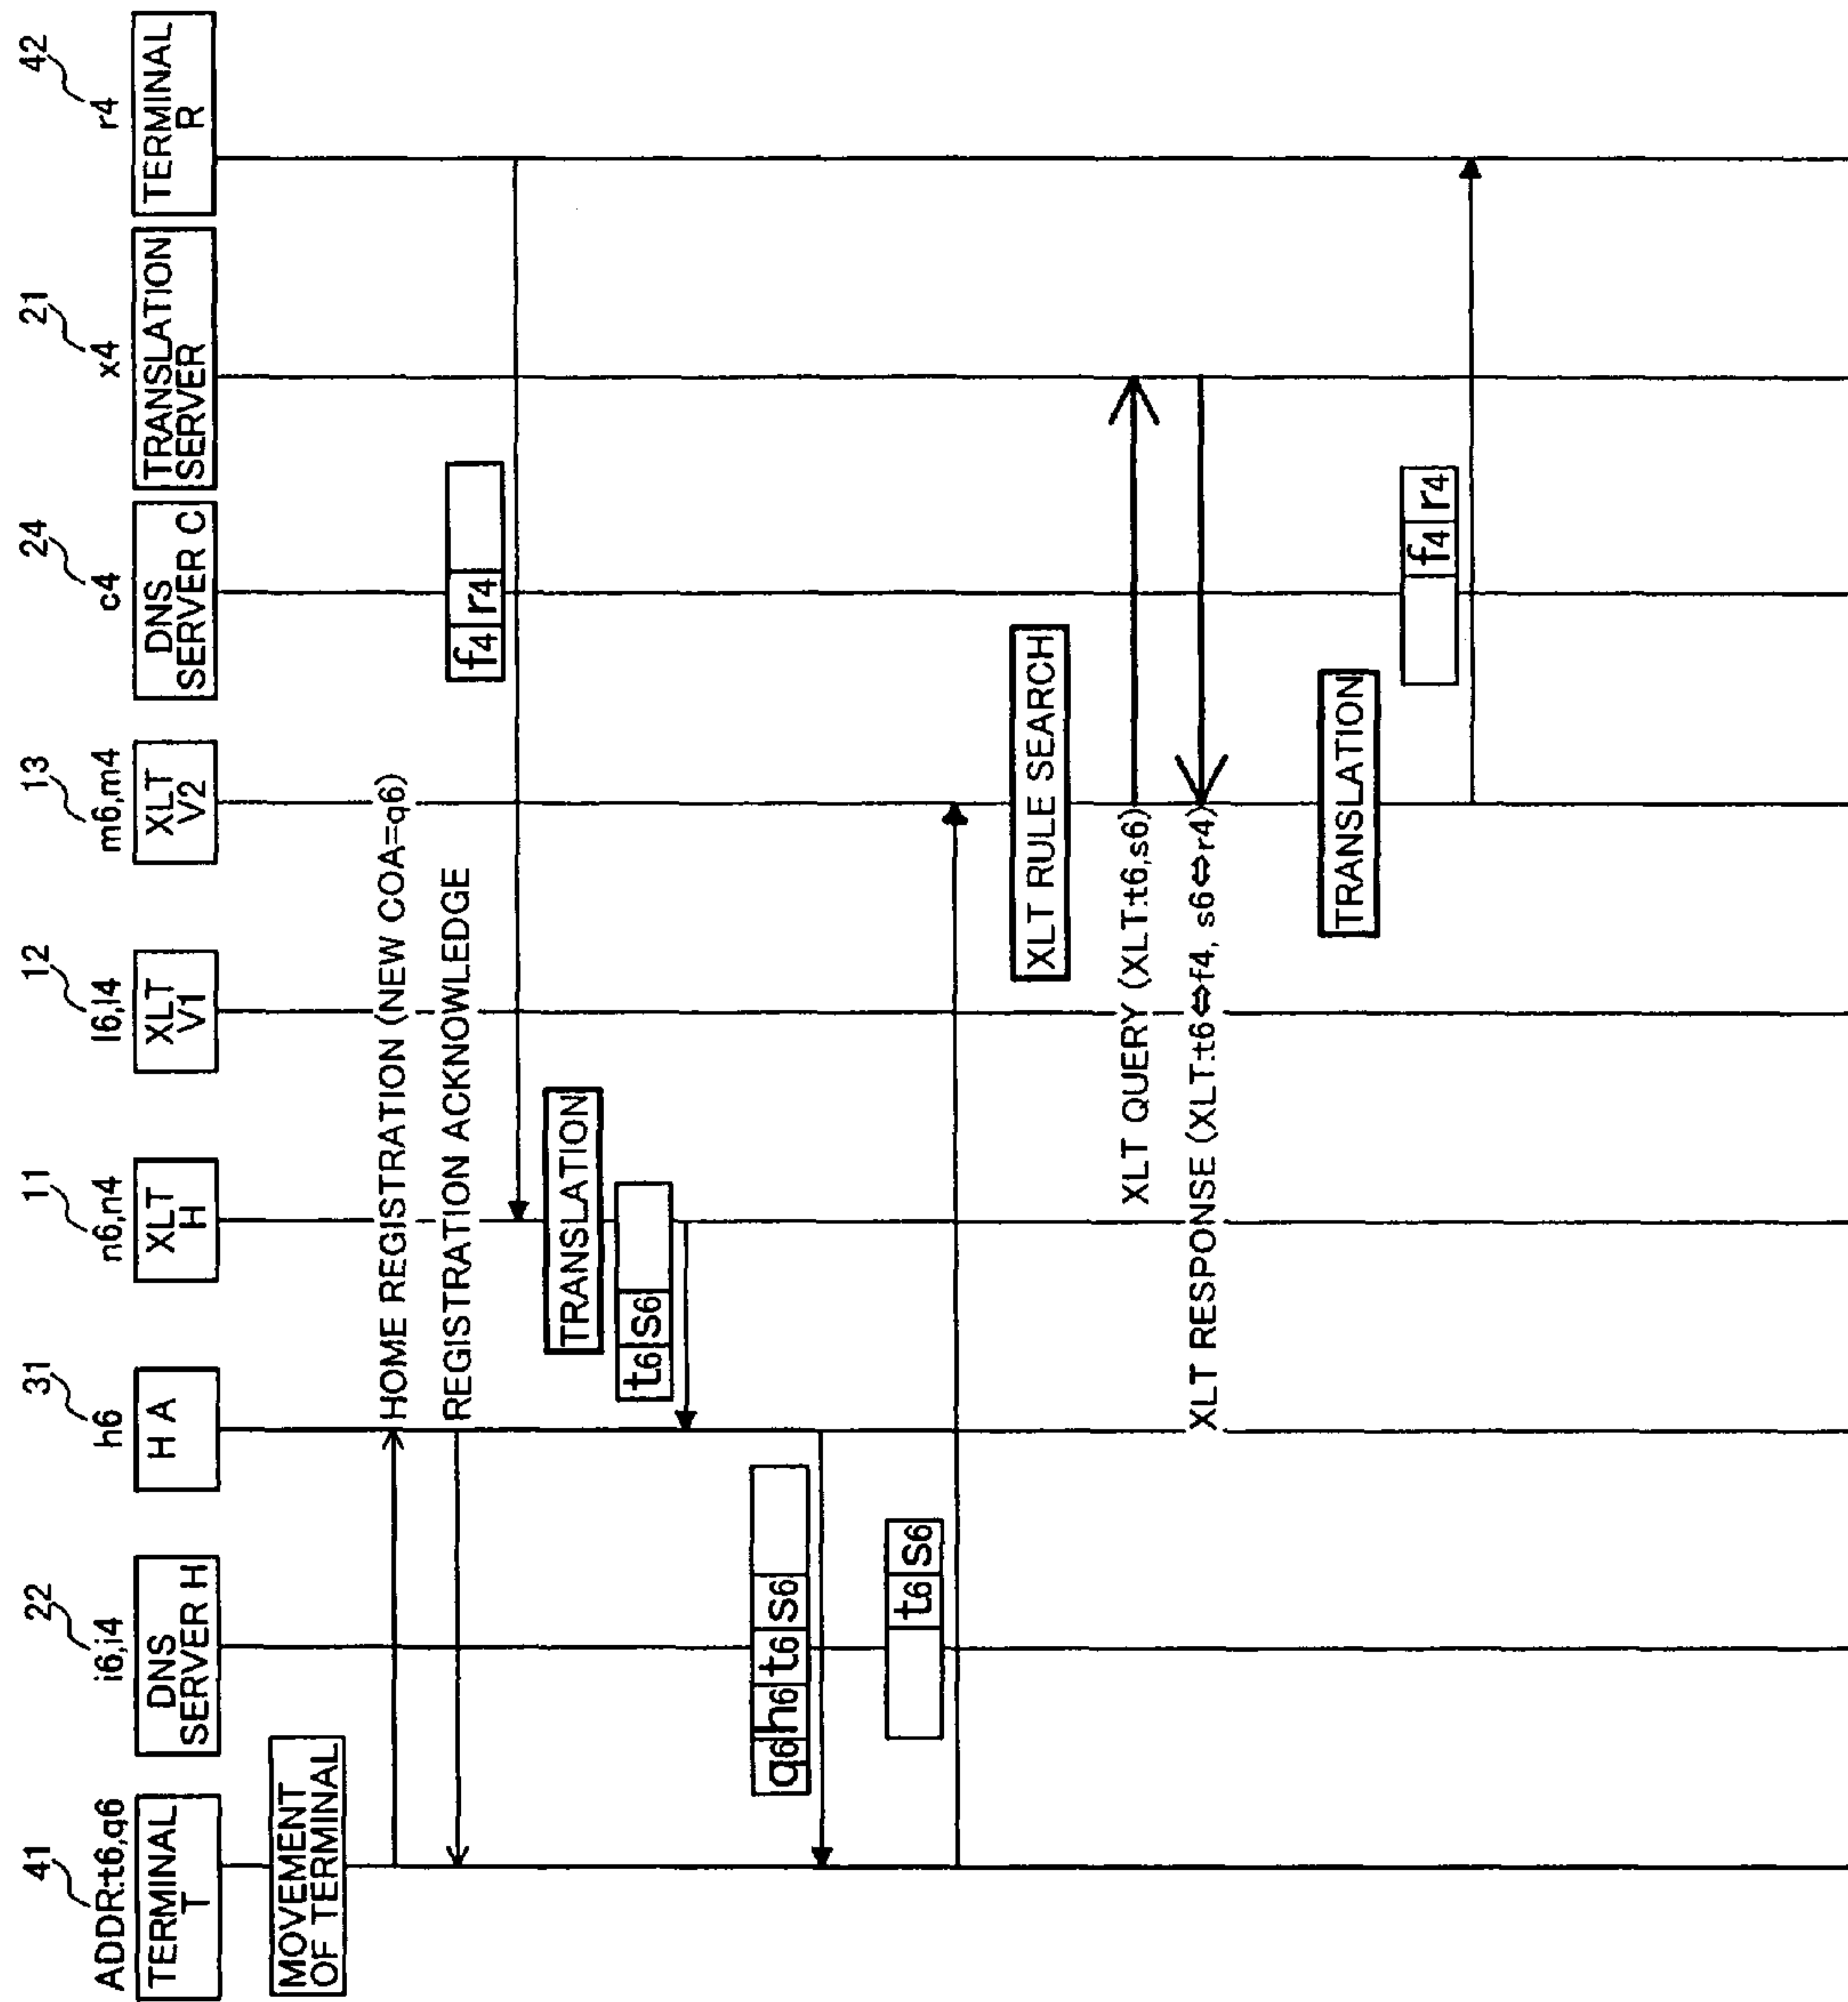 41
ADDR:t6,q6
TERMINAL
T
22
i6,i4
DNS
SERVER H
31
h6
H A
11
n6,n4
XLT
H
12
l6,l4
XLT
V1
13
m6,m4
XLT
V2
24
c4
DNS
SERVER C
21
x4
TRANSLATION
SERVER
42
r4
TERMINAL
R
MOVEMENT
OF TERMINAL
HOME REGISTRATION (NEW COA=q6)
REGISTRATION ACKNOWLEDGE
f4 r4
TRANSLATION
t6 s6
q6 h6 t6 s6
t6 s6
XLT RULE SEARCH
XLT QUERY (XLT:t6,s6)
XLT RESPONSE (XLT:t6⇔f4, s6⇔r4)
TRANSLATION
f4 r4